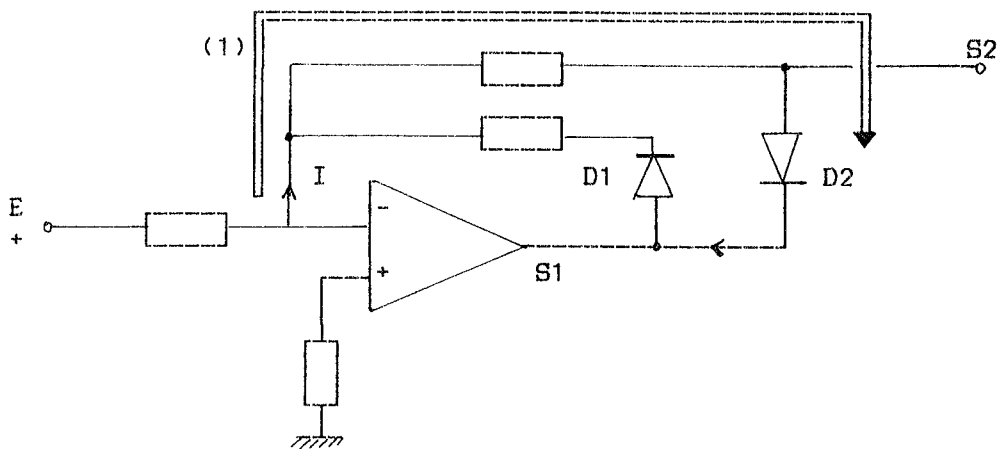 (1)
S2
D1
D2
I
E
+
-
+
S1